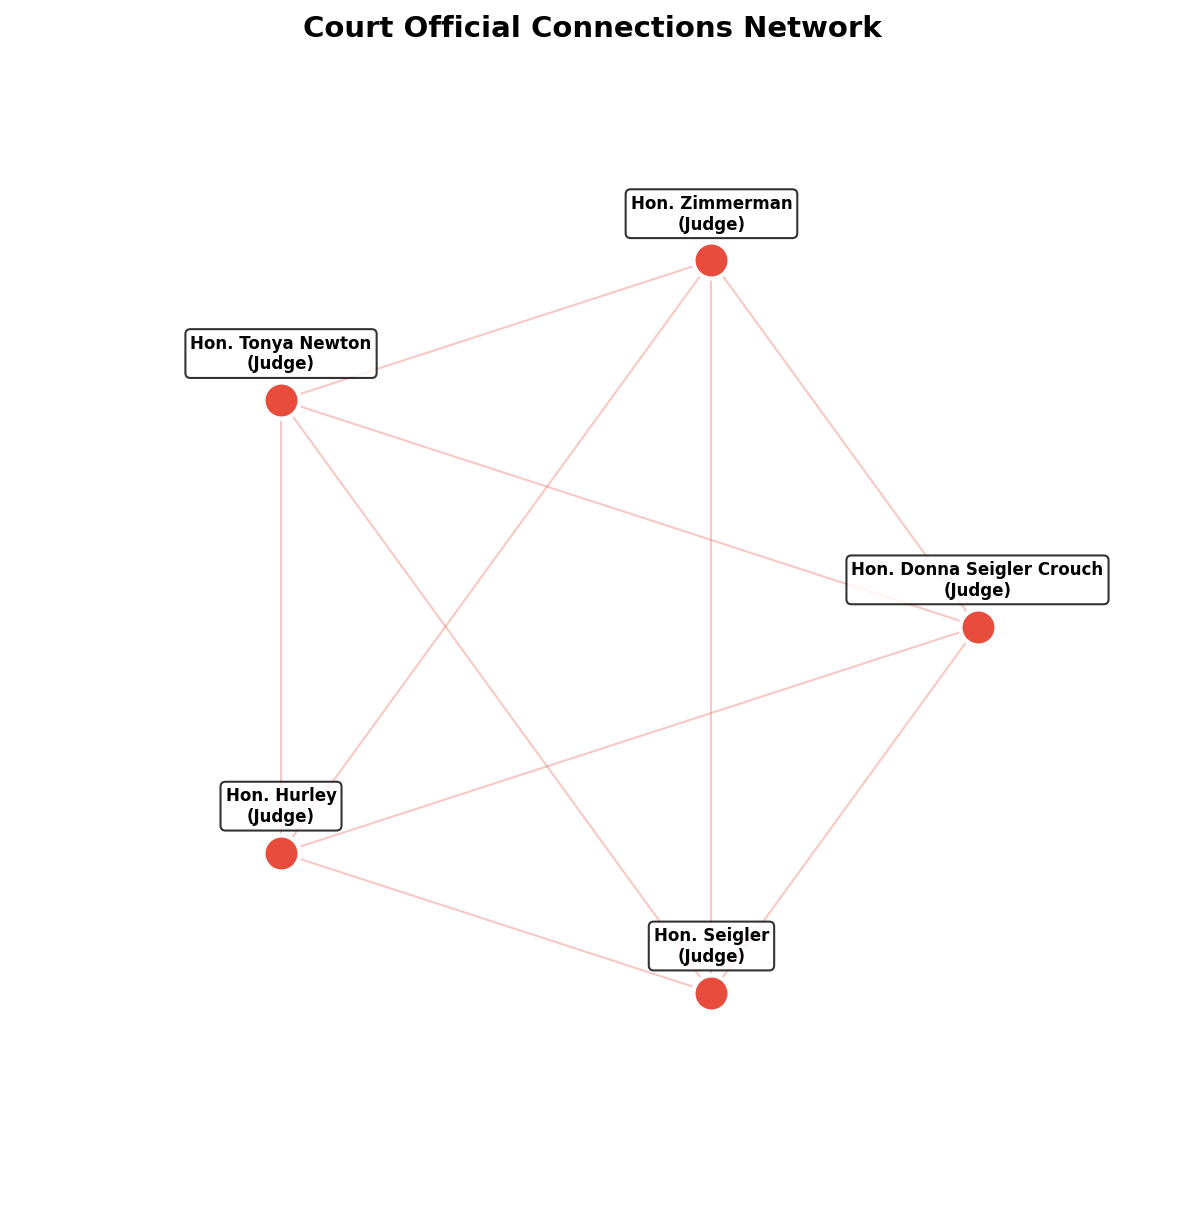 Court Official Connections Network
Hon. Zimmerman
(Judge)
Hon. Tonya Newton
(Judge)
Hon. Donna Seigler Crouch
(Judge)
Hon. Hurley
(Judge)
Hon. Seigler
(Judge)